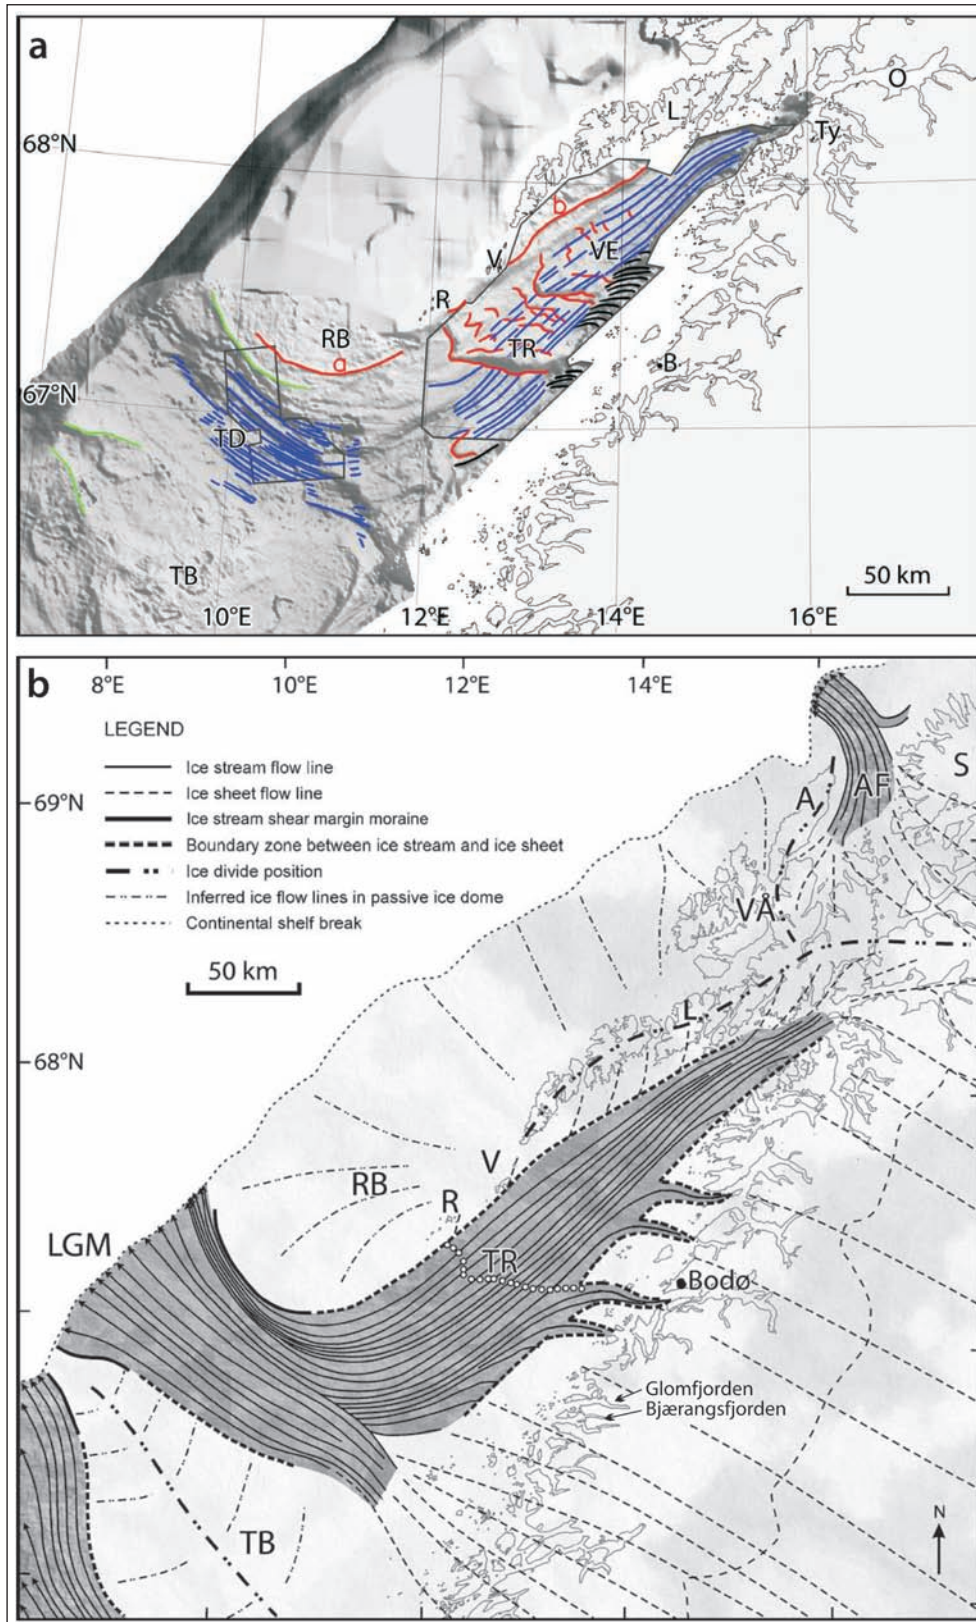 a
68°N
67°N
L
O
Ty
b
VE
V
R
RB
a
TR
B
TD
TB
10°E
12°E
14°E
16°E
50 km
b
8°E
10°E
12°E
14°E
LEGEND
Ice stream flow line
Ice sheet flow line
Ice stream shear margin moraine
Boundary zone between ice stream and ice sheet
Ice divide position
Inferred ice flow lines in passive ice dome
Continental shelf break
50 km
69°N
68°N
S
AF
A
VÅ
L
V
RB
R
LGM
TR
Bodø
Glomfjorden
Bjærangsfjorden
TB
N